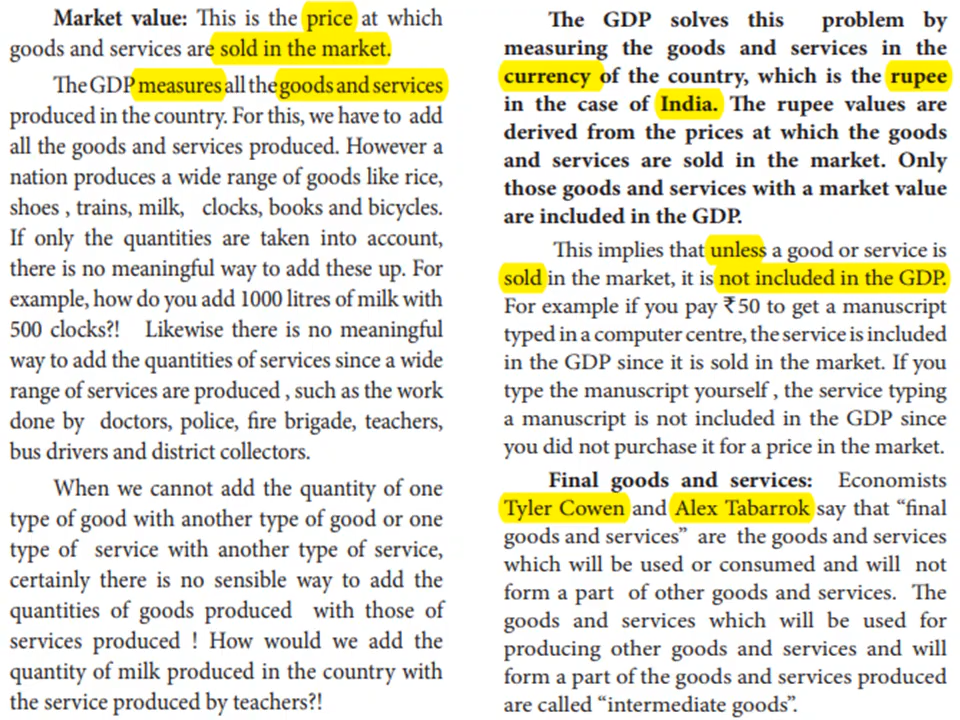 Market value: This is the price at which
goods and services are sold in the market.
The GDP measures all the goods and services
produced in the country. For this, we have to add
all the goods and services produced. However a
nation produces a wide range of goods like rice,
shoes , trains, milk, clocks, books and bicycles.
If only the quantities are taken into account,
there is no meaningful way to add these up. For
example, how do you add 1000 litres of milk with
500 clocks?! Likewise there is no meaningful
way to add the quantities of services since a wide
range of services are produced , such as the work
done by doctors, police, fire brigade, teachers,
bus drivers and district collectors.
When we cannot add the quantity of one
type of good with another type of good or one
type of service with another type of service,
certainly there is no sensible way to add the
quantities of goods produced with those of
services produced ! How would we add the
quantity of milk produced in the country with
the service produced by teachers?!
The GDP solves this problem by
measuring the goods and services in the
currency of the country, which is the rupee
in the case of India. The rupee values are
derived from the prices at which the goods
and services are sold in the market. Only
those goods and services with a market value
are included in the GDP.
This implies that unless a good or service is
sold in the market, it is not included in the GDP.
For example if you pay ₹50 to get a manuscript
typed in a computer centre, the service is included
in the GDP since it is sold in the market. If you
type the manuscript yourself , the service typing
a manuscript is not included in the GDP since
you did not purchase it for a price in the market.
Final goods and services: Economists
Tyler Cowen and Alex Tabarrok say that “final
goods and services” are the goods and services
which will be used or consumed and will not
form a part of other goods and services. The
goods and services which will be used for
producing other goods and services and will
form a part of the goods and services produced
are called “intermediate goods”.